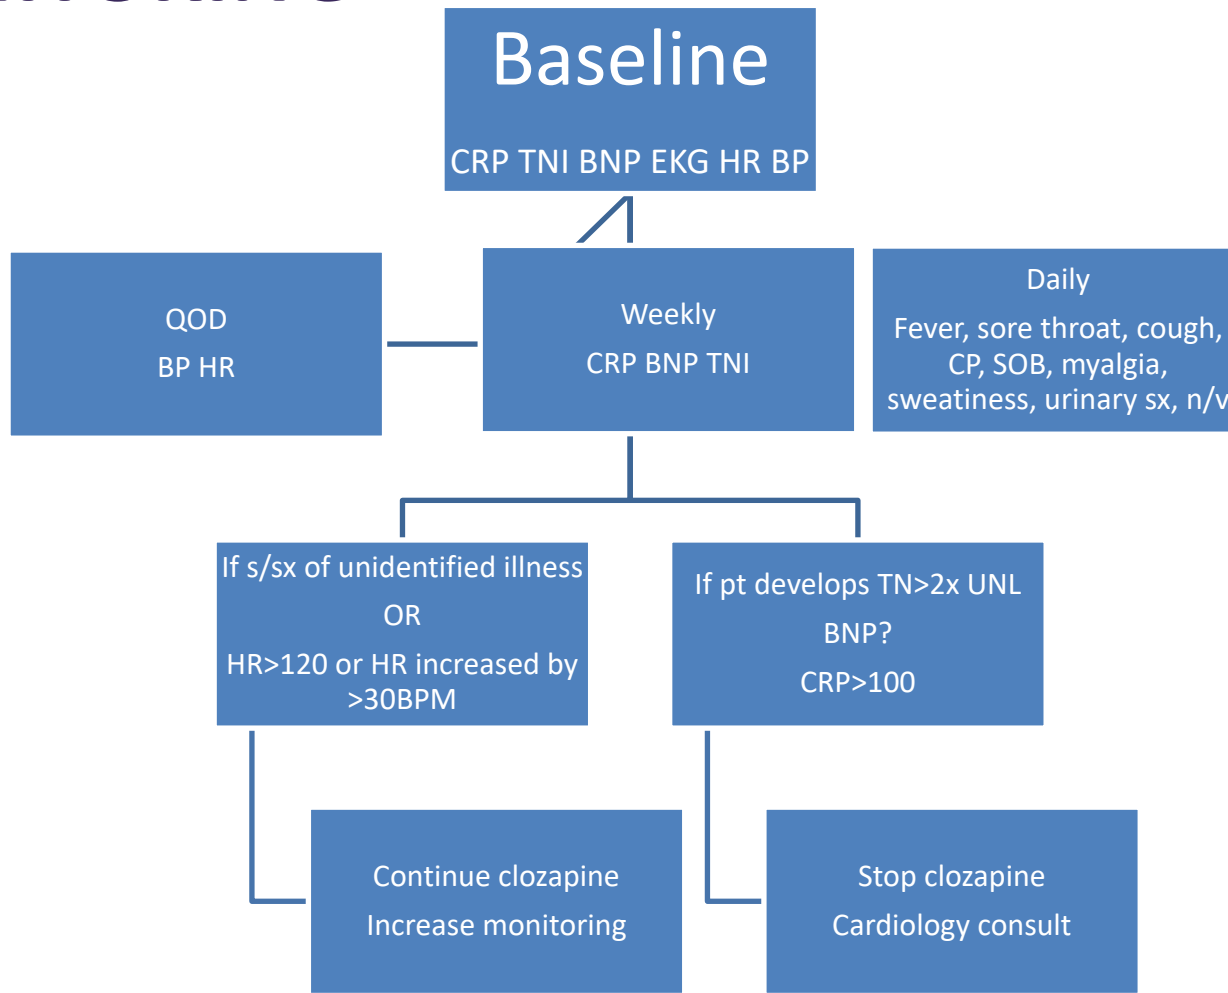 Baseline
CRP TNI BNP EKG HR BP
QOD
BP HR
Weekly
CRP BNP TNI
Daily
Fever, sore throat, cough,
CP, SOB, myalgia,
sweatiness, urinary sx, n/v
If s/sx of unidentified illness
OR
HR>120 or HR increased by
>30BPM
If pt develops TN>2x UNL
BNP?
CRP>100
Continue clozapine
Increase monitoring
Stop clozapine
Cardiology consult